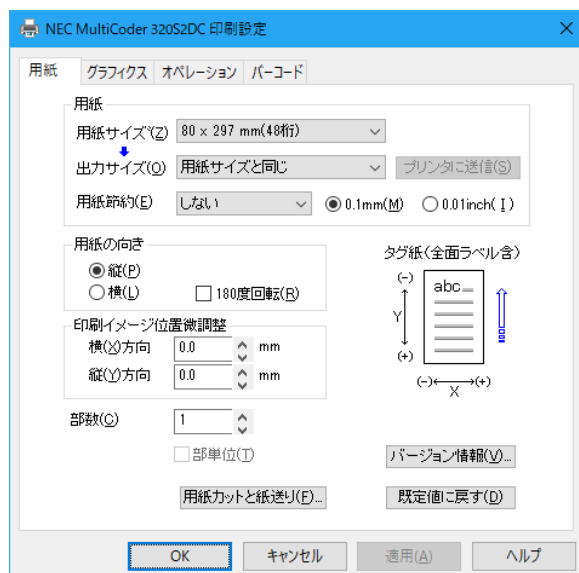 NEC MultiCoder 320S2DC 印刷設定
用紙 グラフィクス オペレーション バーコード
用紙
用紙サイズ(Z) 80 x 297 mm(48桁)
出力サイズ(O) 用紙サイズと同じ プリンタに送信(S)
用紙節約(E) しない 0.1mm(M) 0.01inch( I )
用紙の向き
縦(P)
横(L) 180度回転(R)
タグ紙(全面ラベル含)
(-)
abc
Y
(+)
(-) (+)
X
印刷イメージ位置微調整
横(X)方向 0.0 mm
縦(Y)方向 0.0 mm
部数(C) 1
部単位(T) バージョン情報(V)...
用紙カットと紙送り(F)... 既定値に戻す(D)
OK キャンセル 適用(A) ヘルプ